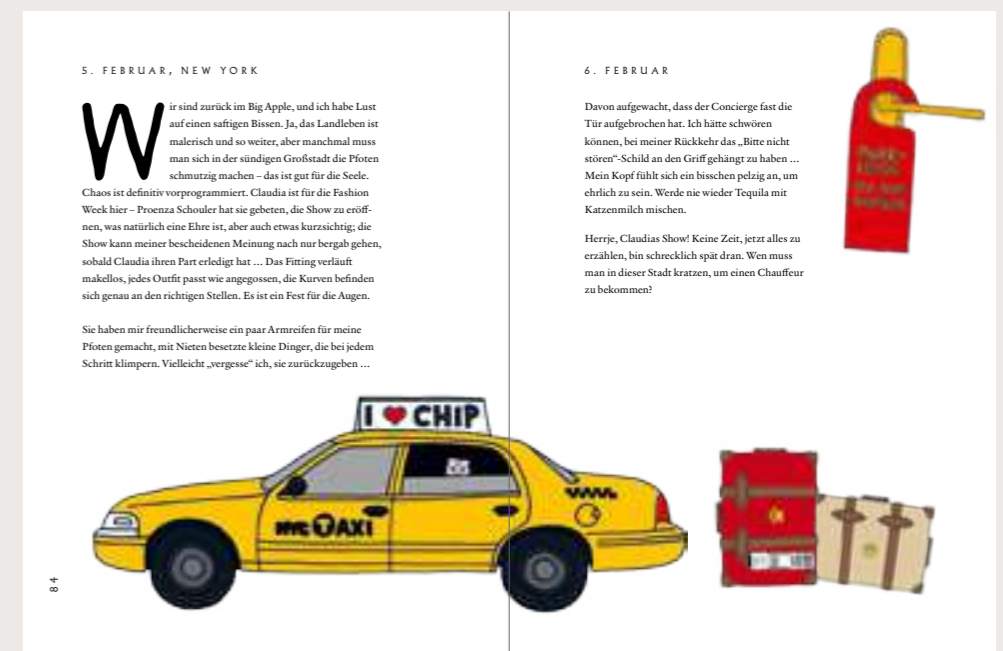 5. FEBRUAR, NEW YORK
Wir sind zurück im Big Apple, und ich habe Lust
auf einen saftigen Bissen. Ja, das Landleben ist
malerisch und so weiter, aber manchmal muss
man sich in der sündigen Großstadt die Pfoten
schmutzig machen – das ist gut für die Seele.
Chaos ist definitiv vorprogrammiert. Claudia ist für die Fashion
Week hier – Proenza Schouler hat sie gebeten, die Show zu eröff-
nen, was natürlich eine Ehre ist, aber auch etwas kurzsichtig; die
Show kann meiner bescheidenen Meinung nach nur bergab gehen,
sobald Claudia ihren Part erledigt hat ... Das Fitting verläuft
makellos, jedes Outfit passt wie angegossen, die Kurven befinden
sich genau an den richtigen Stellen. Es ist ein Fest für die Augen.
Sie haben mir freundlicherweise ein paar Armreifen für meine
Pfoten gemacht, mit Nieten besetzte kleine Dinger, die bei jedem
Schritt klimpern. Vielleicht „vergesse“ ich, sie zurückzugeben ...
6. FEBRUAR
Davon aufgewacht, dass der Concierge fast die
Tür aufgebrochen hat. Ich hätte schwören
können, bei meiner Rückkehr das „Bitte nicht
stören“-Schild an den Griff gehängt zu haben ...
Mein Kopf fühlt sich ein bisschen pelzig an, um
ehrlich zu sein. Werde nie wieder Tequila mit
Katzenmilch mischen.
Herrje, Claudias Show! Keine Zeit, jetzt alles zu
erzählen, bin schrecklich spät dran. Wen muss
man in dieser Stadt kratzen, um einen Chauffeur
zu bekommen?
I ♥ CHIP
NYC TAXI
84